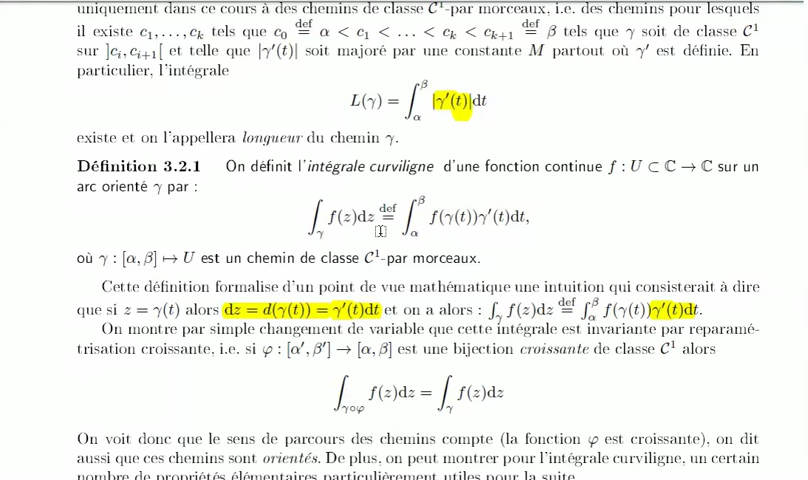 uniquement dans ce cours à des chemins de classe C¹-par morceaux, i.e. des chemins pour lesquels
il existe c₁, . . . , cₖ tels que c₀ ≝ α < c₁ < . . . < cₖ < cₖ₊₁ ≝ β tels que γ soit de classe C¹
sur ]cᵢ, cᵢ₊₁[ et telle que |γ′(t)| soit majoré par une constante M partout où γ′ est définie. En
particulier, l'intégrale
L(γ) = ∫_α^β |γ′(t)|dt
existe et on l'appellera longueur du chemin γ.
Définition 3.2.1 On définit l'intégrale curviligne d'une fonction continue f : U ⊂ ℂ → ℂ sur un
arc orienté γ par :
∫_γ f(z)dz ≝ ∫_α^β f(γ(t))γ′(t)dt,
où γ : [α, β] ↦ U est un chemin de classe C¹-par morceaux.
Cette définition formalise d'un point de vue mathématique une intuition qui consisterait à dire
que si z = γ(t) alors dz = d(γ(t)) = γ′(t)dt et on a alors : ∫_γ f(z)dz ≝ ∫_α^β f(γ(t))γ′(t)dt.
On montre par simple changement de variable que cette intégrale est invariante par reparamé-
trisation croissante, i.e. si φ : [α′, β′] → [α, β] est une bijection croissante de classe C¹ alors
∫_{γ∘φ} f(z)dz = ∫_γ f(z)dz
On voit donc que le sens de parcours des chemins compte (la fonction φ est croissante), on dit
aussi que ces chemins sont orientés. De plus, on peut montrer pour l'intégrale curviligne, un certain
nombre de propriétés élémentaires particulièrement utiles pour la suite.